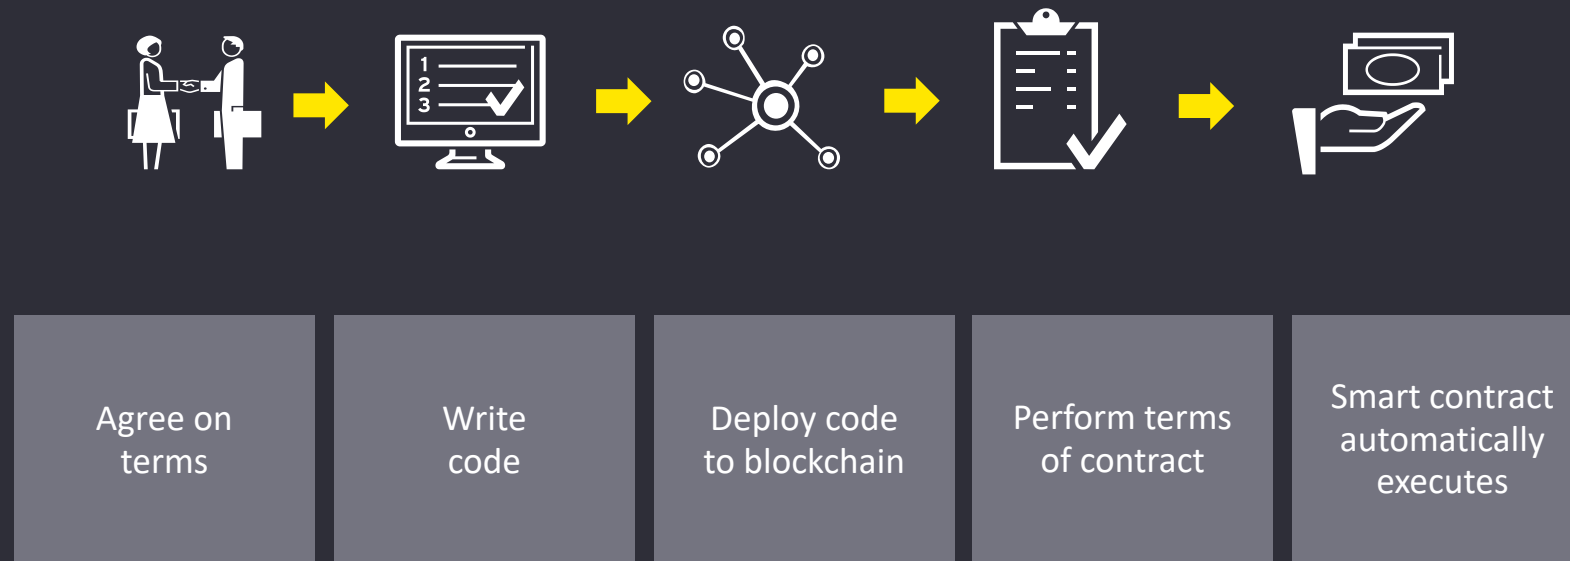 1
2
3
Agree on
terms
Write
code
Deploy code
to blockchain
Perform terms
of contract
Smart contract
automatically
executes